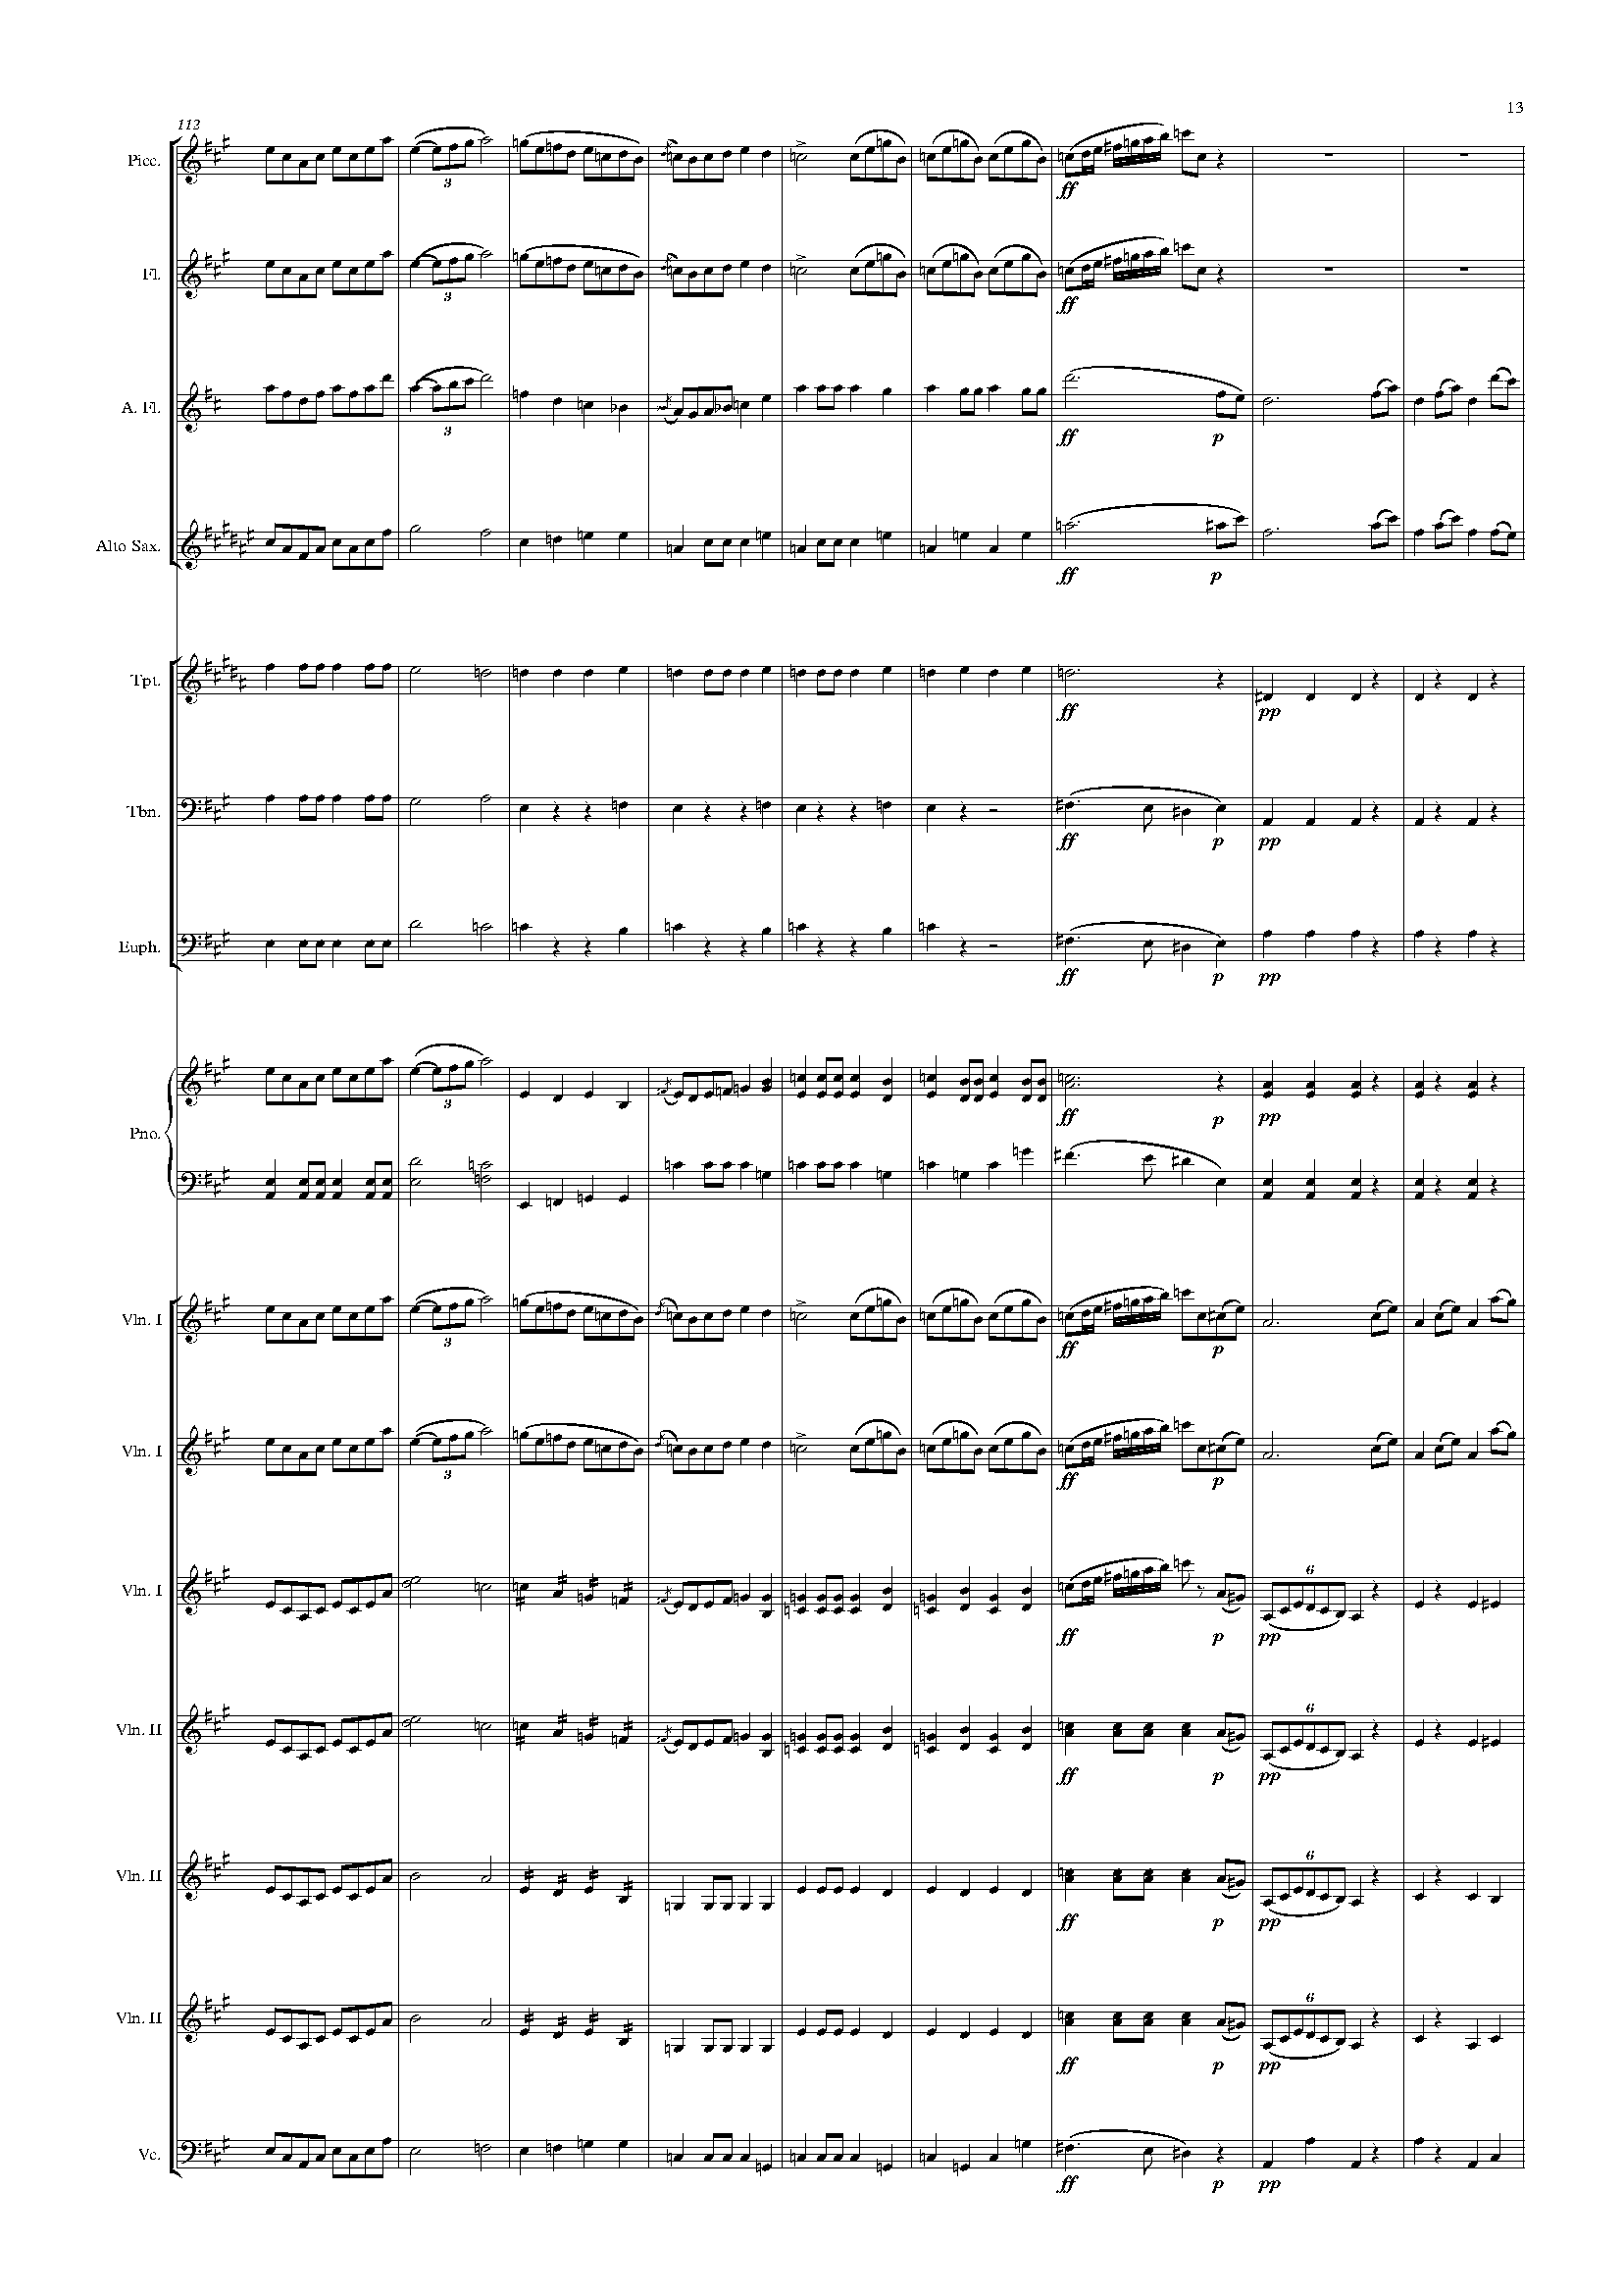 13
113
Picc.
3
ff
Fl.
3
ff
A. Fl.
3
ff p
Alto Sax.
ff p
Tpt.
ff pp
Tbn.
ff p pp
Euph.
ff p pp
3
ff p pp
Pno.
Vln. I
3
ff p
Vln. I
3
ff p
Vln. I
6
ff p pp
Vln. II
6
ff p pp
Vln. II
6
ff p pp
Vln. II
6
ff p pp
Vc.
ff p pp